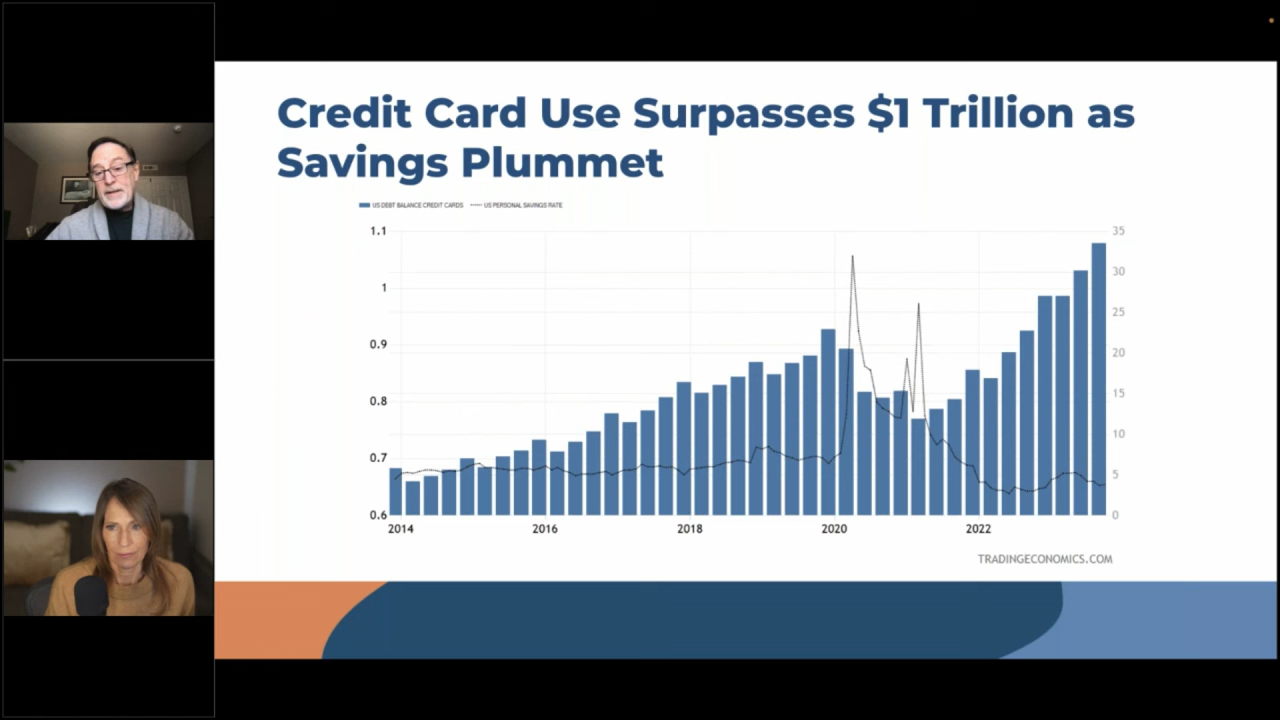 Credit Card Use Surpasses $1 Trillion as
Savings Plummet
US DEBT BALANCE CREDIT CARDS US PERSONAL SAVINGS RATE
1.1 35
30
1
25
0.9
20
0.8 15
10
0.7
5
0.6 0
2014 2016 2018 2020 2022
TRADINGECONOMICS.COM